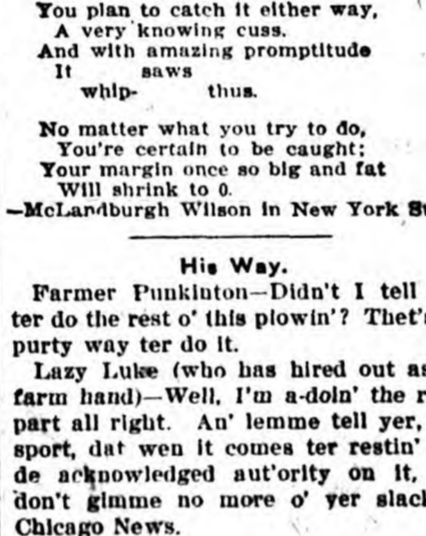 You plan to catch it either way,
A very knowing cuss.
And with amazing promptitude
It saws
whip- thus.
No matter what you try to do,
You're certain to be caught;
Your margin once so big and fat
Will shrink to 0.
—McLandburgh Wilson in New York
His Way.
Farmer Punkinton—Didn't I tell
ter do the rest o' this plowin'? Thet's
purty way ter do it.
Lazy Luke (who has hired out as
farm hand)—Well, I'm a-doin' the
part all right. An' lemme tell yer,
sport, dat wen it comes ter restin'
de acknowledged aut'ority on it,
don't gimme no more o' yer slack
Chicago News.